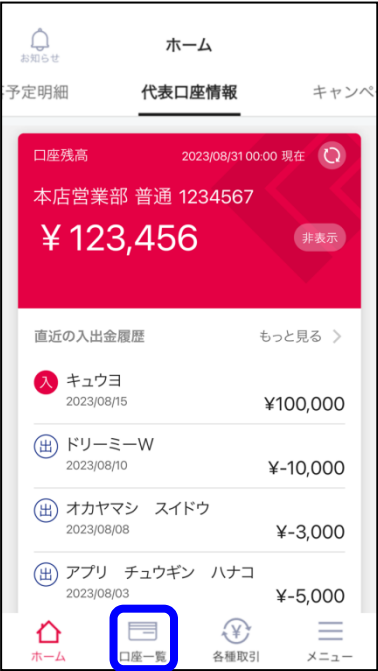 ホーム
お知らせ
予定明細 代表口座情報 キャンペ
口座残高 2023/08/31 00:00 現在
本店営業部 普通 1234567
¥ 123,456 非表示
直近の入出金履歴 もっと見る
入 キュウヨ
2023/08/15 ¥100,000
出 ドリーミーW
2023/08/10 ¥-10,000
出 オカヤマシ　スイドウ
2023/08/08 ¥-3,000
出 アプリ　チュウギン　ハナコ
2023/08/03 ¥-5,000
ホーム 口座一覧 各種取引 メニュー